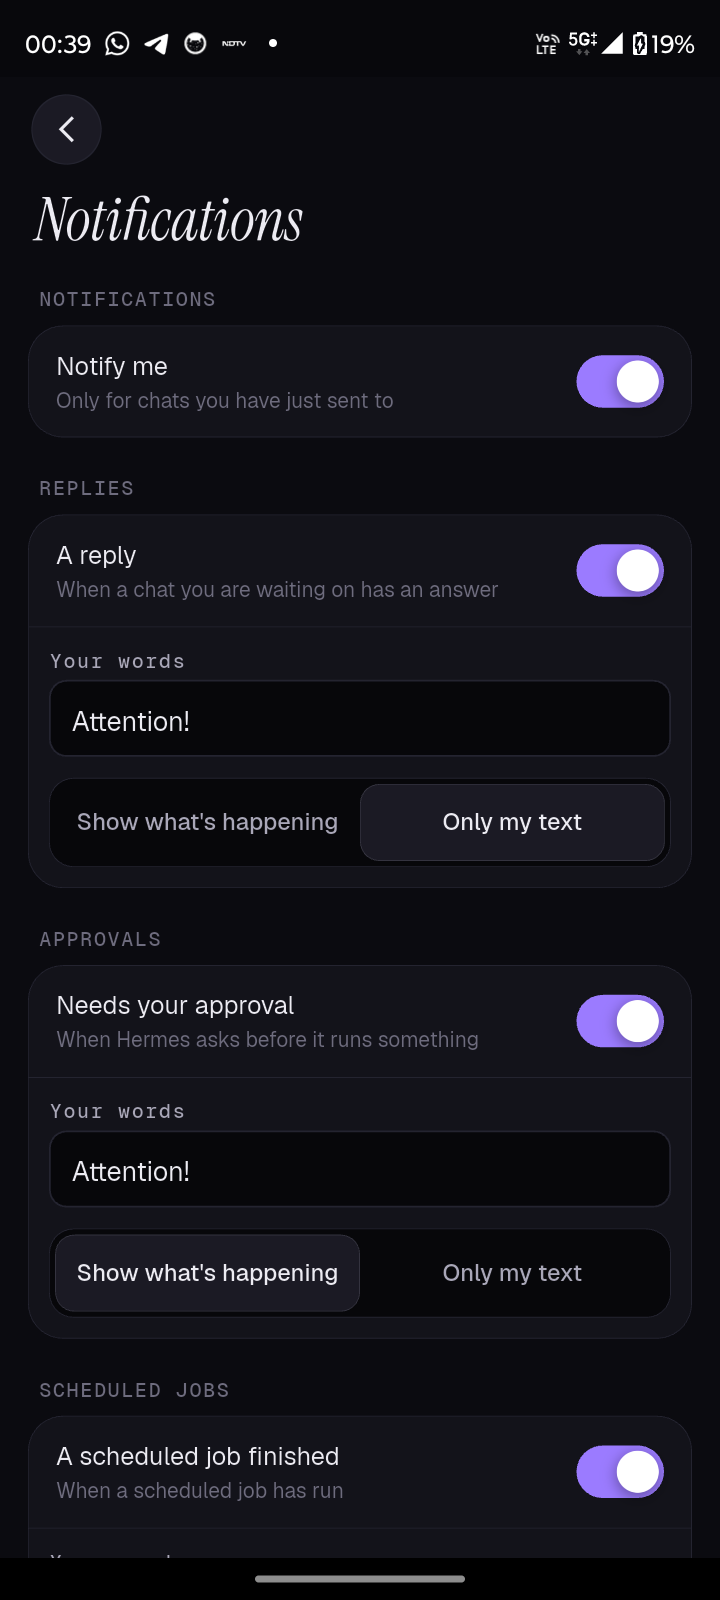 00:39
NDTV
Vo LTE
5G
19%
Notifications
NOTIFICATIONS
Notify me
Only for chats you have just sent to
REPLIES
A reply
When a chat you are waiting on has an answer
Your words
Attention!
Show what's happening Only my text
APPROVALS
Needs your approval
When Hermes asks before it runs something
Your words
Attention!
Show what's happening Only my text
SCHEDULED JOBS
A scheduled job finished
When a scheduled job has run